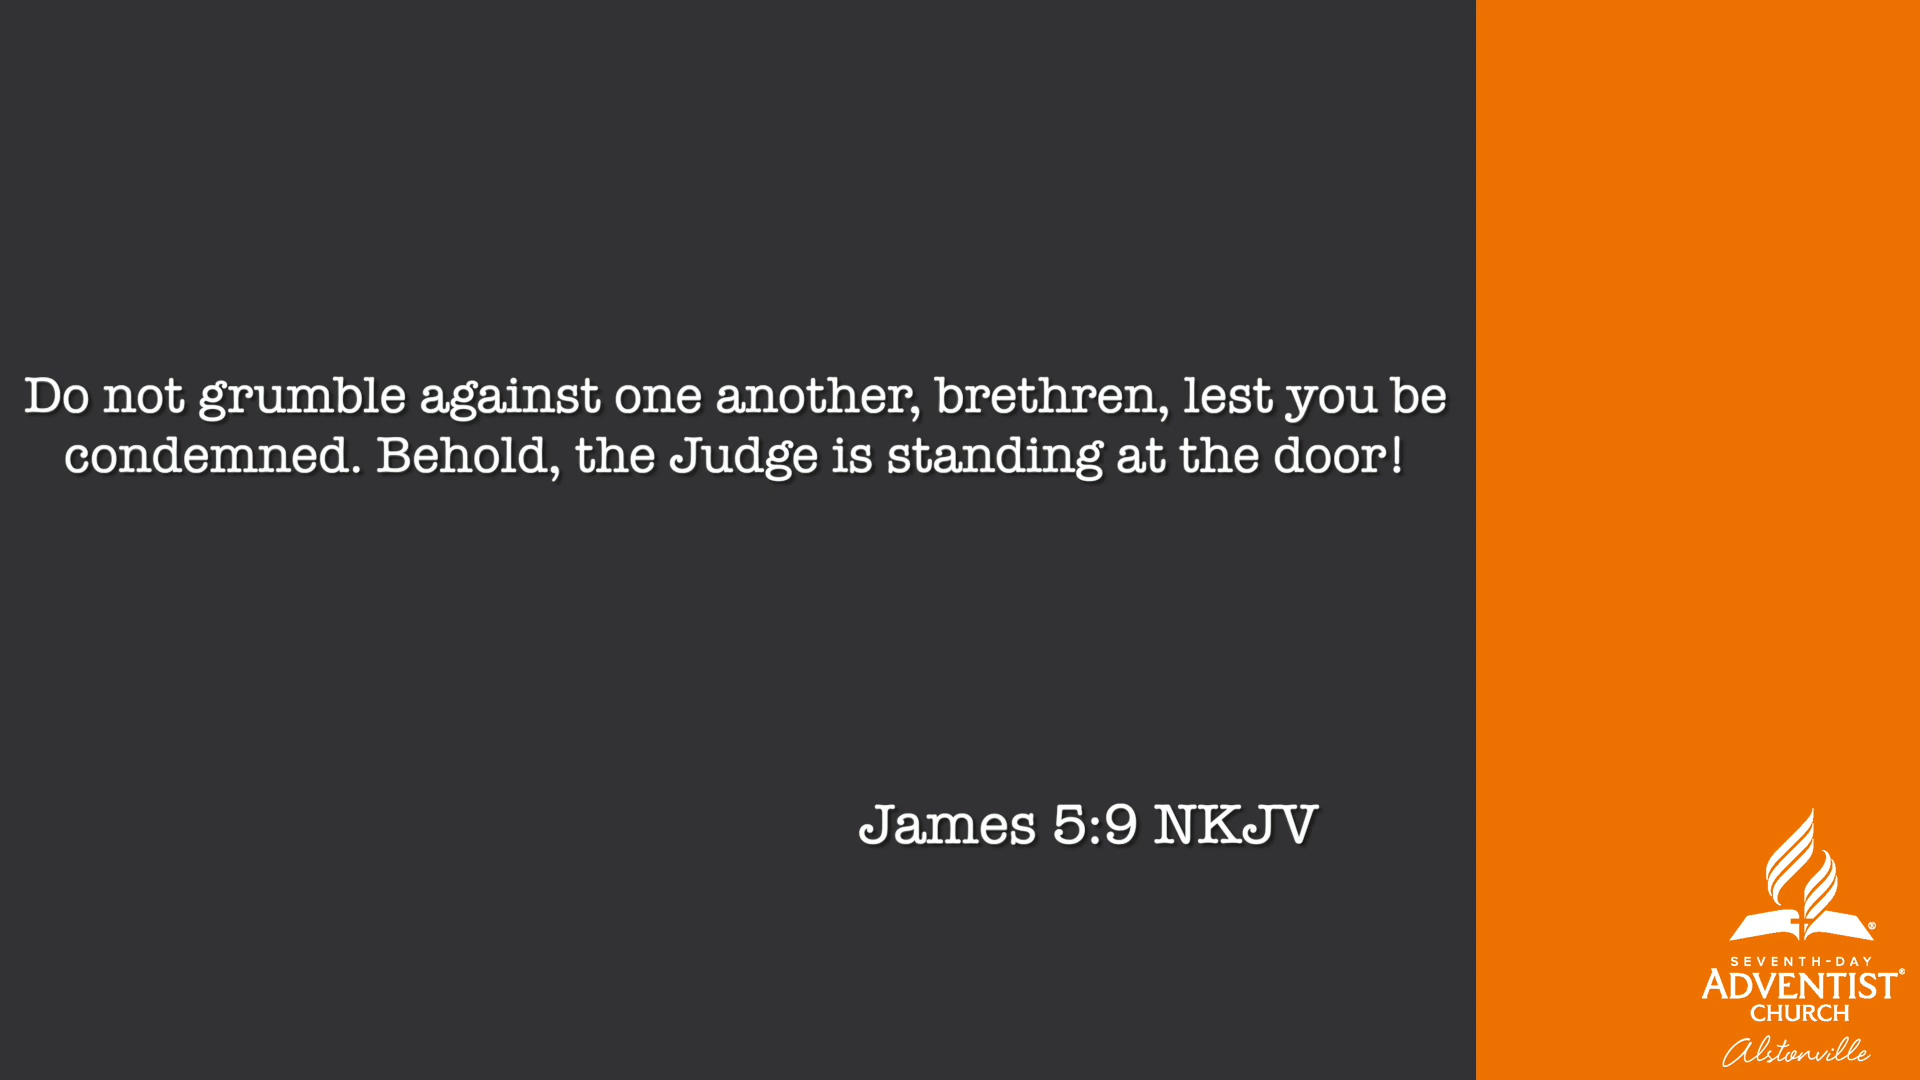 Do not grumble against one another, brethren, lest you be
condemned. Behold, the Judge is standing at the door!
James 5:9 NKJV
®
SEVENTH-DAY
ADVENTIST®
CHURCH
Alstonville